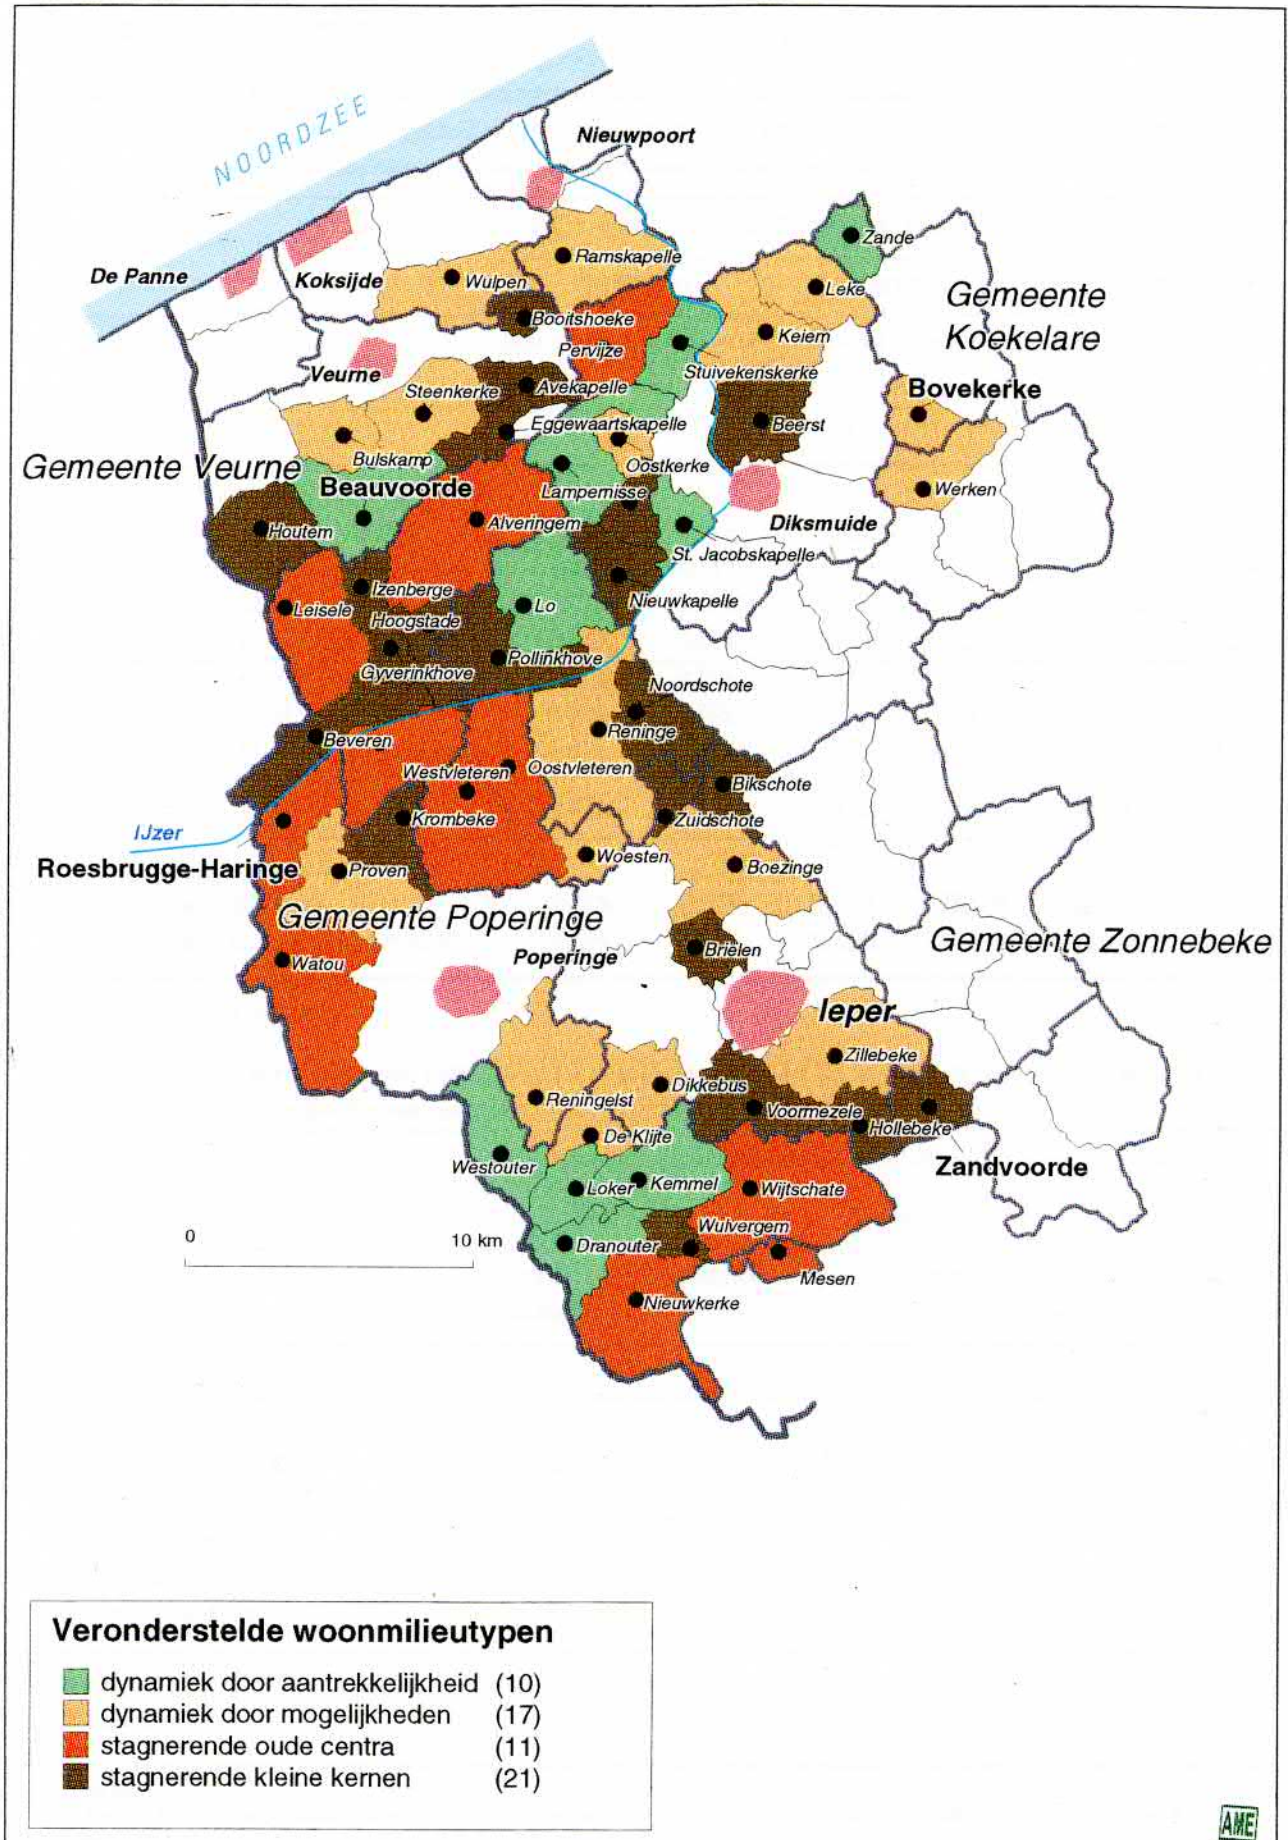 NOORDZEE
Nieuwpoort
De Panne
Koksijde
Wulpen
Ramskapelle
Zande
Leke
Gemeente
Koekelare
Booitshoeke
Keiem
Pervijze
Veurne
Stuivekenskerke
Steenkerke
Avekapelle
Bovekerke
Eggewaartskapelle
Beerst
Bulskamp
Oostkerke
Gemeente Veurne
Beauvoorde
Lampernisse
Werken
Houtem
Alveringem
Diksmuide
St. Jacobskapelle
Izenberge
Leisele
Lo
Nieuwkapelle
Hoogstade
Pollinkhove
Gyverinkhove
Noordschote
Reninge
Beveren
Westvleteren
Oostvleteren
Bikschote
Krombeke
Zuidschote
IJzer
Woesten
Roesbrugge-Haringe
Proven
Boezinge
Gemeente Poperinge
Gemeente Zonnebeke
Brielen
Poperinge
Watou
Ieper
Zillebeke
Dikkebus
Reningelst
Voormezele
Hollebeke
De Klijte
Westouter
Zandvoorde
Kemmel
Loker
Wijtschate
Wulvergem
0
10 km
Dranouter
Mesen
Nieuwkerke
Veronderstelde woonmilieutypen
dynamiek door aantrekkelijkheid (10)
dynamiek door mogelijkheden (17)
stagnerende oude centra (11)
stagnerende kleine kernen (21)
AME